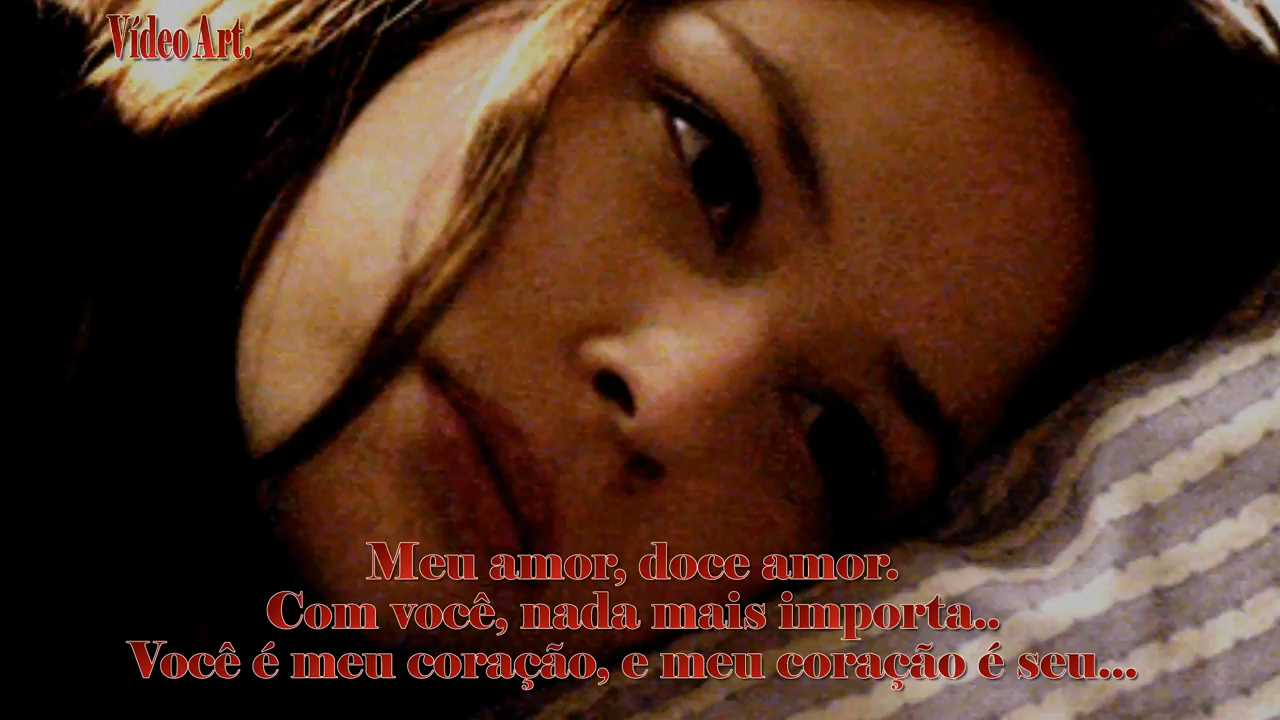 Vídeo Art.
Meu amor, doce amor.
Com você, nada mais importa..
Você é meu coração, e meu coração é seu...